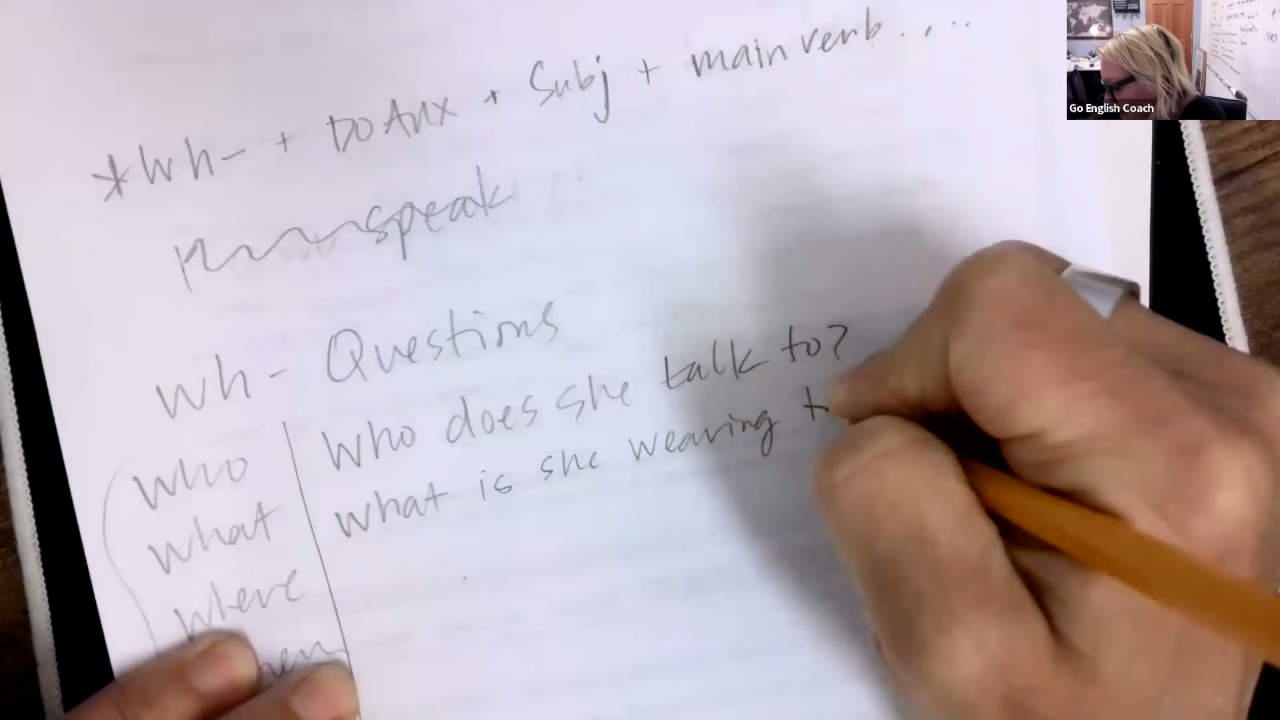 *Wh- + DO AUX + Subj + main verb ....
speak
Wh- Questions
who
Who does she talk to?
what
What is she wearing t
where
hen
Go English Coach